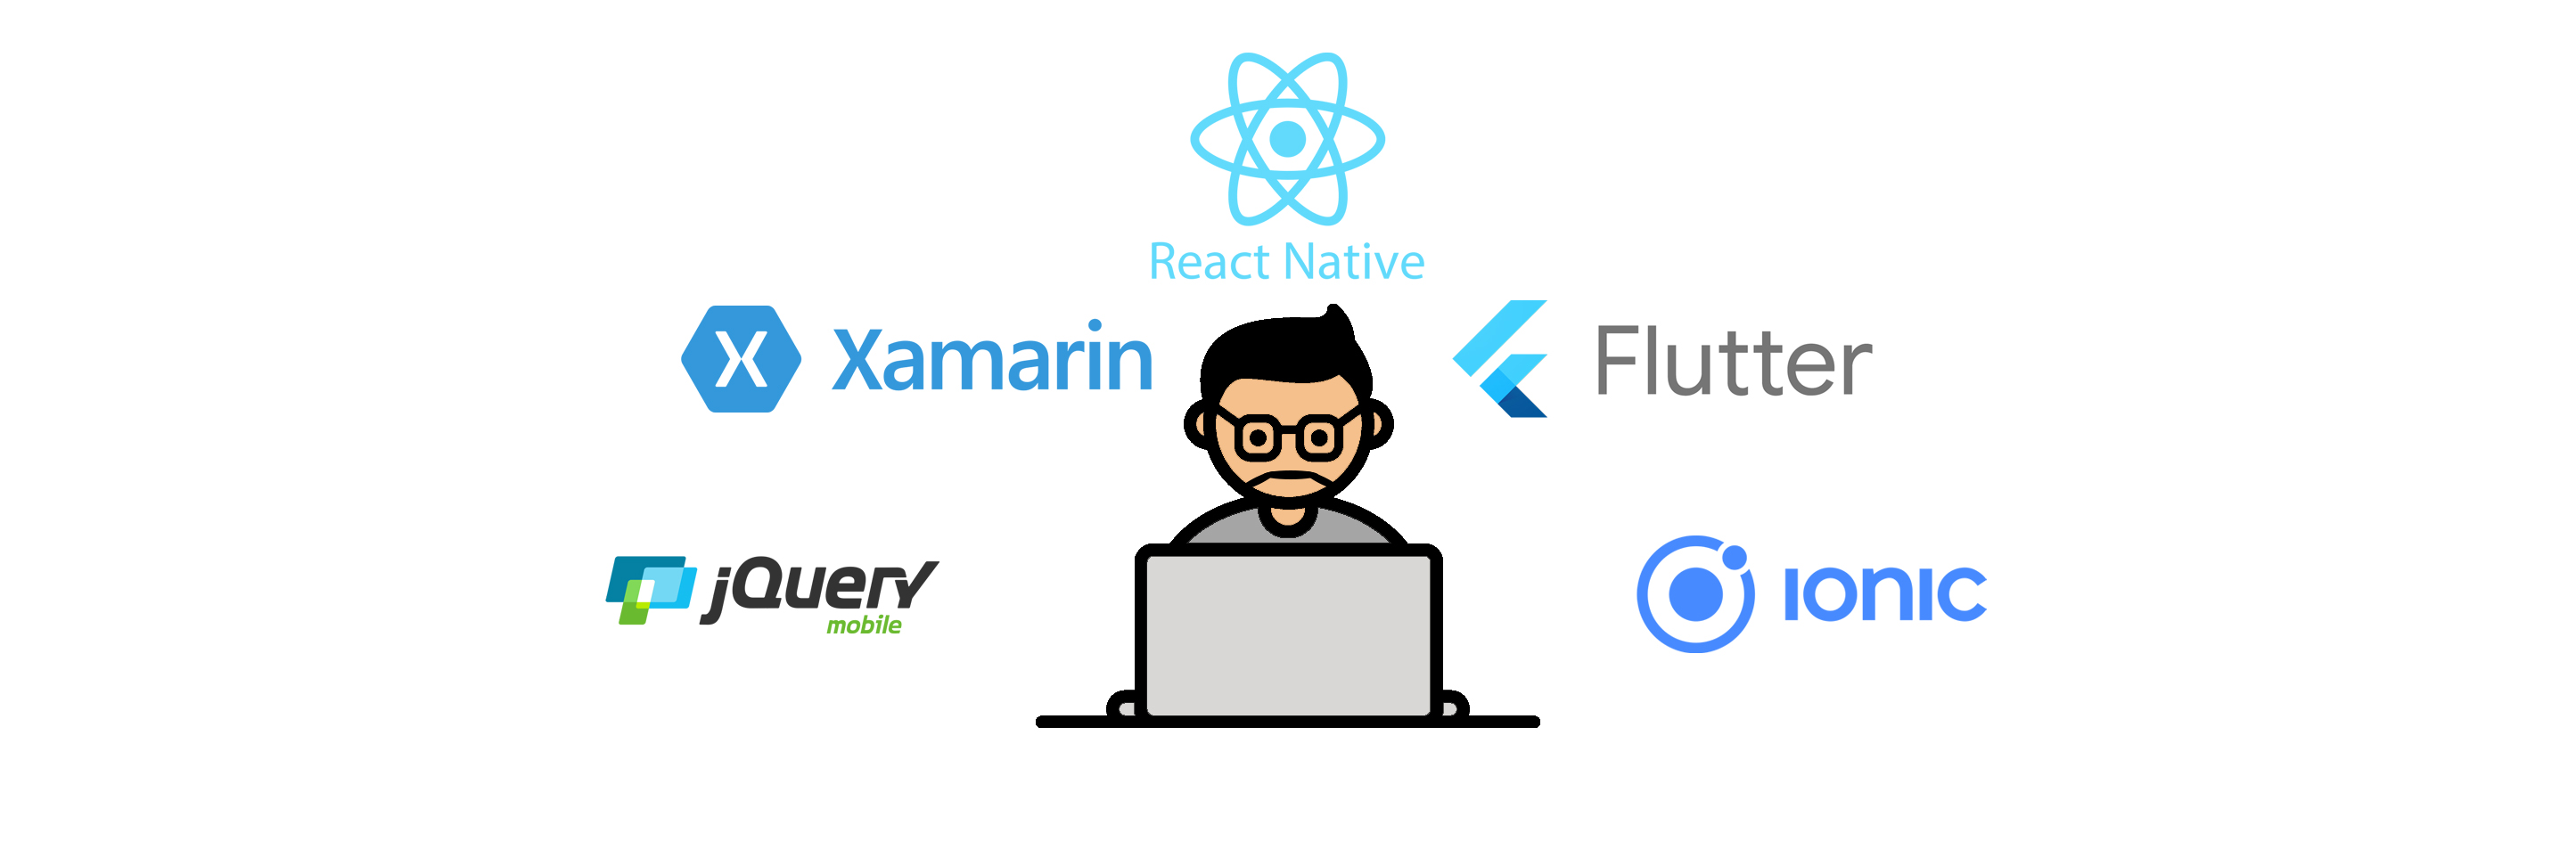 React Native
Xamarin
Flutter
jQuery
mobile
ionic